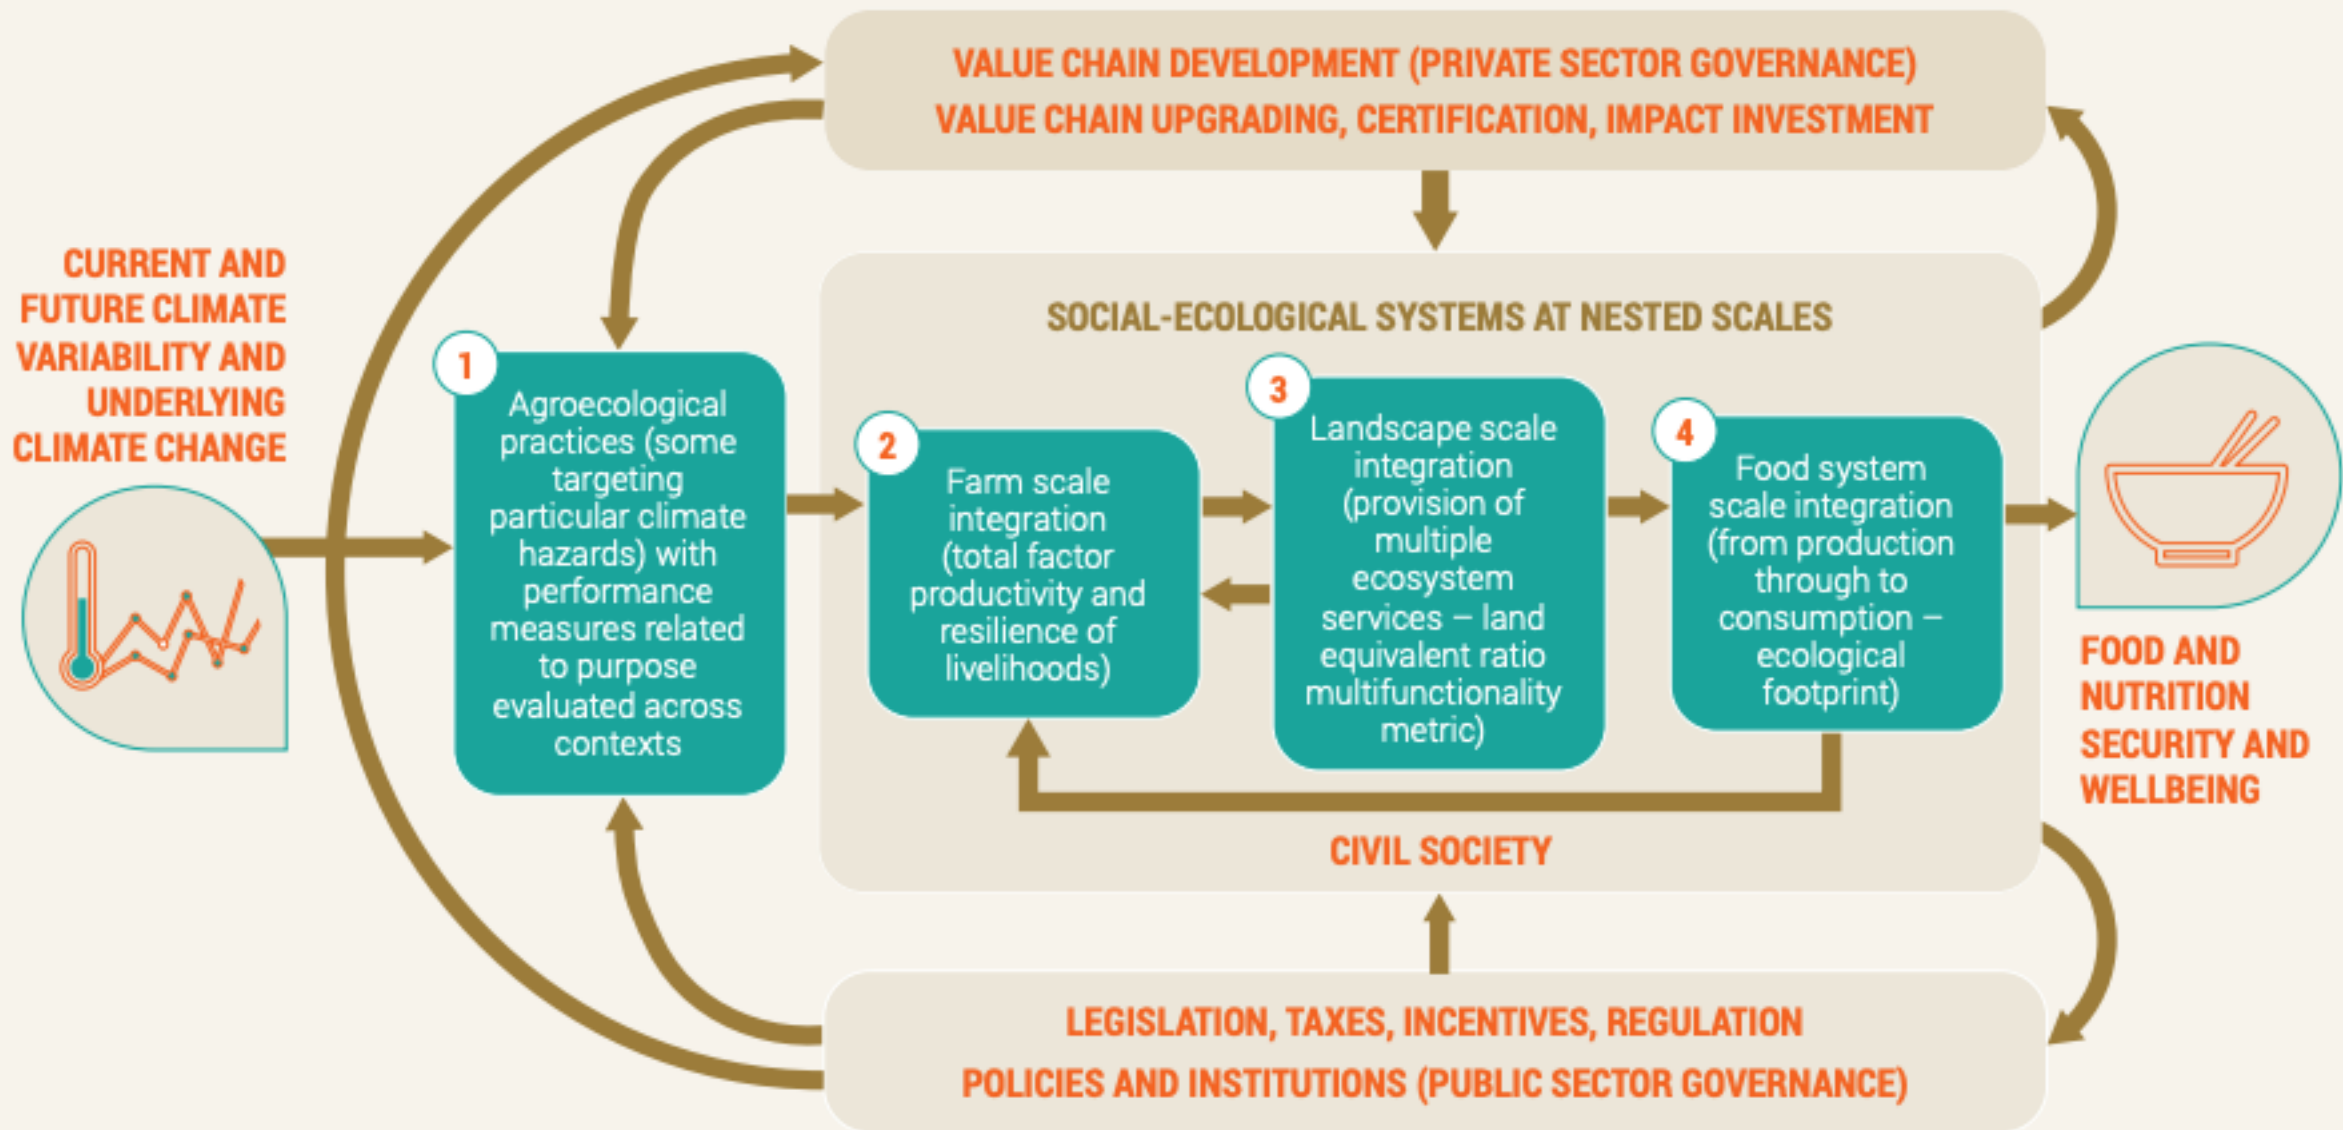 VALUE CHAIN DEVELOPMENT (PRIVATE SECTOR GOVERNANCE)
VALUE CHAIN UPGRADING, CERTIFICATION, IMPACT INVESTMENT
CURRENT AND
FUTURE CLIMATE
VARIABILITY AND
UNDERLYING
CLIMATE CHANGE
SOCIAL-ECOLOGICAL SYSTEMS AT NESTED SCALES
1
Agroecological
practices (some
targeting
particular climate
hazards) with
performance
measures related
to purpose
evaluated across
contexts
2
Farm scale
integration
(total factor
productivity and
resilience of
livelihoods)
3
Landscape scale
integration
(provision of
multiple
ecosystem
services – land
equivalent ratio
multifunctionality
metric)
4
Food system
scale integration
(from production
through to
consumption –
ecological
footprint)
FOOD AND
NUTRITION
SECURITY AND
WELLBEING
CIVIL SOCIETY
LEGISLATION, TAXES, INCENTIVES, REGULATION
POLICIES AND INSTITUTIONS (PUBLIC SECTOR GOVERNANCE)